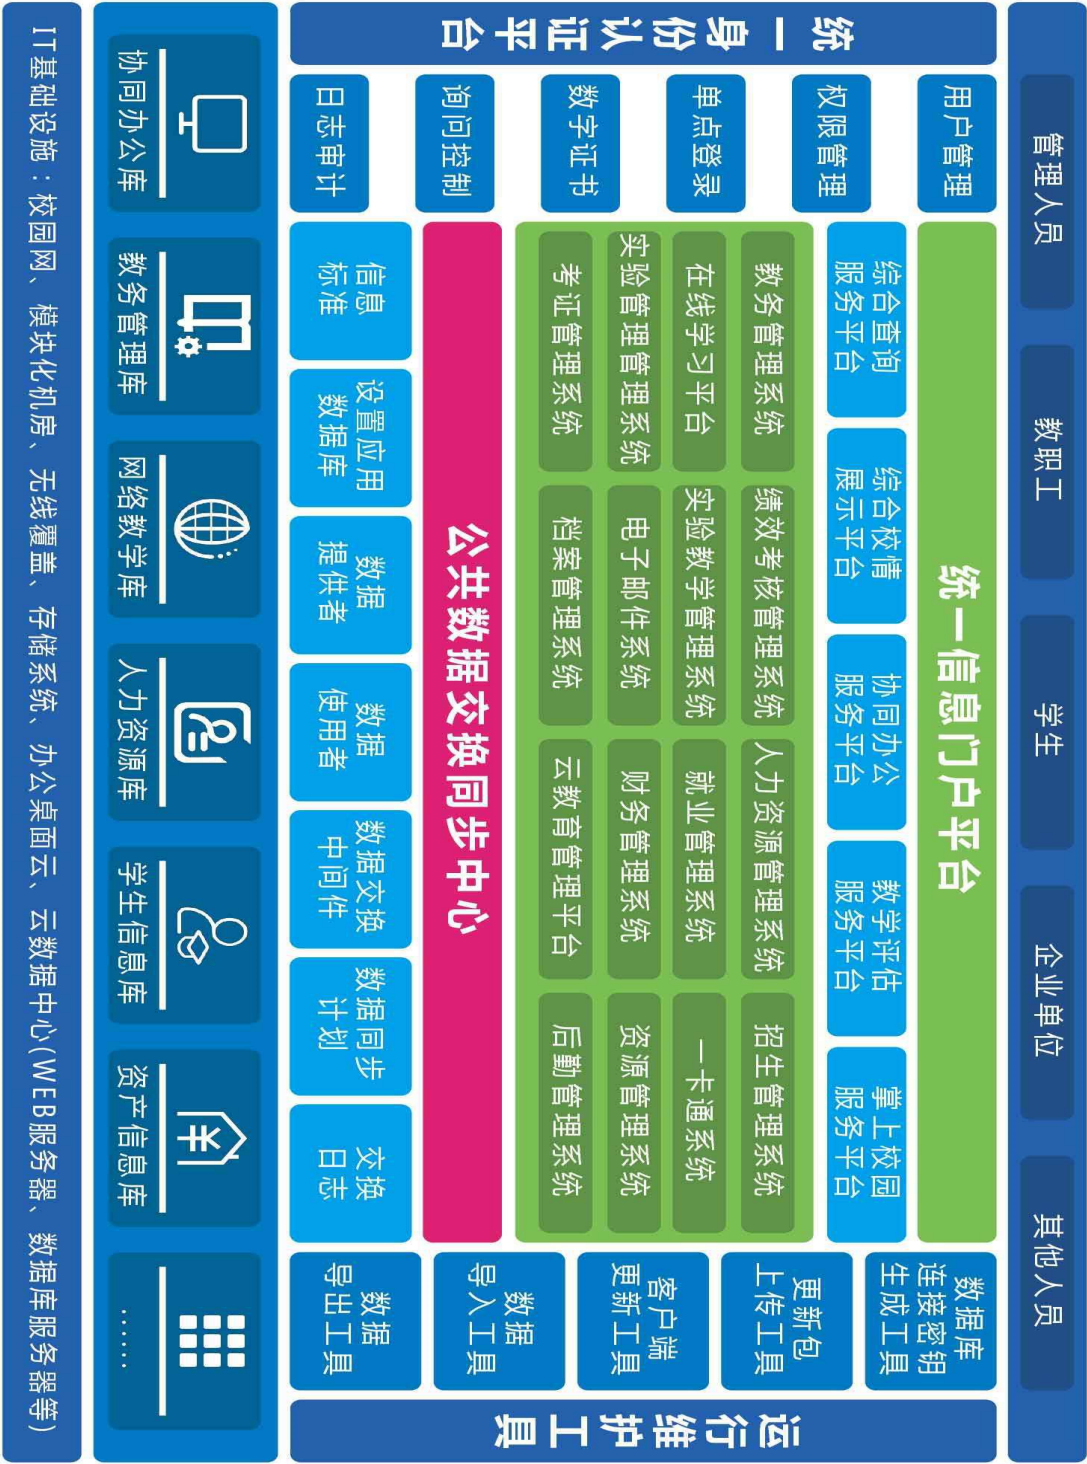 管理人员
教职工
学生
企业单位
其他人员
统一身份认证平台
用户管理
权限管理
单点登录
数字证书
询问控制
日志审计
统一信息门户平台
综合查询
服务平台
综合校情
展示平台
协同办公
服务平台
教学评估
服务平台
掌上校园
服务平台
教务管理系统
绩效考核管理系统
人力资源管理系统
招生管理系统
在线学习平台
实验教学管理系统
就业管理系统
一卡通系统
实验管理管理系统
电子邮件系统
财务管理系统
资源管理系统
考证管理系统
档案管理系统
云教育管理平台
后勤管理系统
公共数据交换同步中心
信息
标准
设置应用
数据库
数据
提供者
数据
使用者
数据交换
中间件
数据同步
计划
交换
日志
数据库
连接密钥
生成工具
更新包
上传工具
客户端
更新工具
数据
导入工具
数据
导出工具
运行维护工具
协同办公库
教务管理库
网络教学库
人力资源库
学生信息库
资产信息库
......
IT基础设施：校园网、模块化机房、无线覆盖、存储系统、办公桌面云、云数据中心(WEB服务器、数据库服务器等)